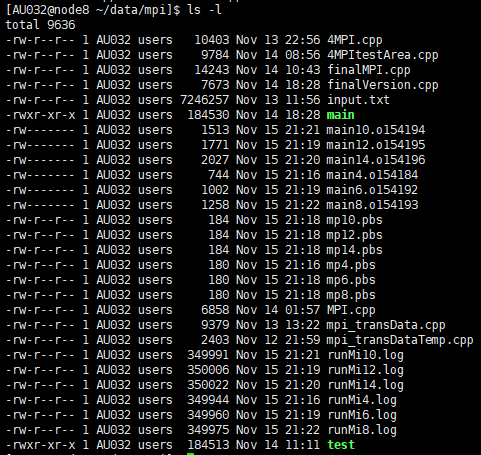 [AU032@node8 ~/data/mpi]$ ls -l
total 9636
-rw-r--r-- 1 AU032 users   10403 Nov 13 22:56 4MPI.cpp
-rw-r--r-- 1 AU032 users    9784 Nov 14 08:56 4MPItestArea.cpp
-rw-r--r-- 1 AU032 users   14243 Nov 14 10:43 finalMPI.cpp
-rw-r--r-- 1 AU032 users    7673 Nov 14 18:28 finalVersion.cpp
-rw-r--r-- 1 AU032 users 7246257 Nov 13 11:56 input.txt
-rwxr-xr-x 1 AU032 users  184530 Nov 14 18:28 main
-rw------- 1 AU032 users    1513 Nov 15 21:21 main10.o154194
-rw------- 1 AU032 users    1771 Nov 15 21:19 main12.o154195
-rw------- 1 AU032 users    2027 Nov 15 21:20 main14.o154196
-rw------- 1 AU032 users     744 Nov 15 21:16 main4.o154184
-rw------- 1 AU032 users    1002 Nov 15 21:19 main6.o154192
-rw------- 1 AU032 users    1258 Nov 15 21:22 main8.o154193
-rw-r--r-- 1 AU032 users     184 Nov 15 21:18 mp10.pbs
-rw-r--r-- 1 AU032 users     184 Nov 15 21:18 mp12.pbs
-rw-r--r-- 1 AU032 users     184 Nov 15 21:18 mp14.pbs
-rw-r--r-- 1 AU032 users     180 Nov 15 21:16 mp4.pbs
-rw-r--r-- 1 AU032 users     180 Nov 15 21:18 mp6.pbs
-rw-r--r-- 1 AU032 users     180 Nov 15 21:18 mp8.pbs
-rw-r--r-- 1 AU032 users    6858 Nov 14 01:57 MPI.cpp
-rw-r--r-- 1 AU032 users    9379 Nov 13 13:22 mpi_transData.cpp
-rw-r--r-- 1 AU032 users    2403 Nov 12 21:59 mpi_transDataTemp.cpp
-rw-r--r-- 1 AU032 users  349991 Nov 15 21:21 runMi10.log
-rw-r--r-- 1 AU032 users  350006 Nov 15 21:19 runMi12.log
-rw-r--r-- 1 AU032 users  350022 Nov 15 21:20 runMi14.log
-rw-r--r-- 1 AU032 users  349944 Nov 15 21:16 runMi4.log
-rw-r--r-- 1 AU032 users  349960 Nov 15 21:19 runMi6.log
-rw-r--r-- 1 AU032 users  349975 Nov 15 21:22 runMi8.log
-rwxr-xr-x 1 AU032 users  184513 Nov 14 11:11 test